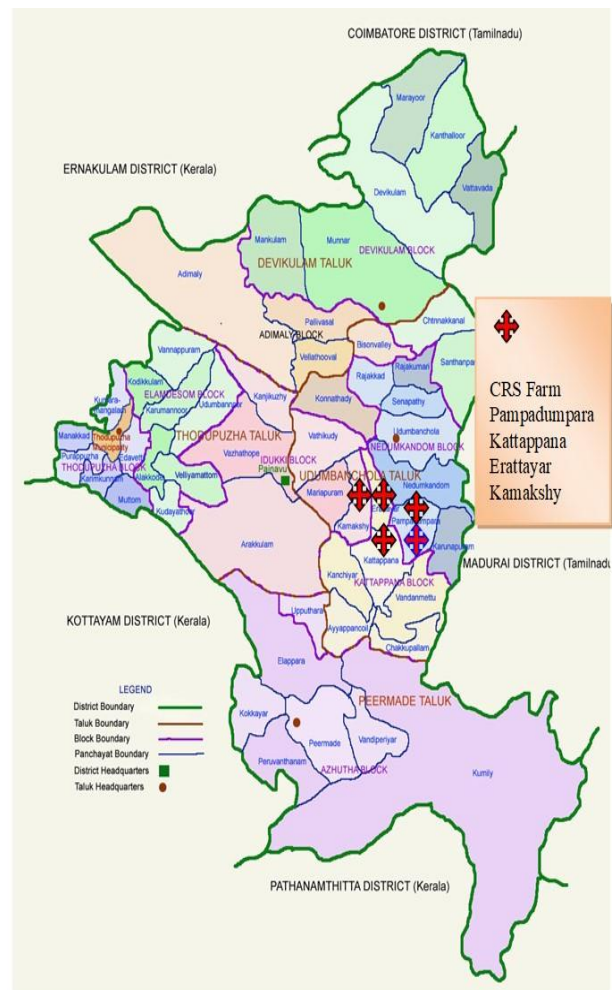 COIMBATORE DISTRICT (Tamilnadu)
Marayoor
Kanthalloor
ERNAKULAM DISTRICT (Kerala)
Vattavada
Devikulam
Mankulam
Munnar
DEVIKULAM BLOCK
DEVIKULAM TALUK
Adimaly
Pallivasal
Chinnakkanal
ADIMALY BLOCK
Bisonvalley
Vannappuram
Vellathooval
Santhanpa
Rajakkad
Rajakumari
Kodikkulam
ELAMDESOM BLOCK
Kanjikuzhy
Konnathady
Senapathy
CRS Farm
Karumannoor
Udumbannoor
Pampadumpara
Manakkad
Thodupuzha
Municipality
THODUPUZHA TALUK
Vathikudy
Udumbanchola
NEDUMKANDOM BLOCK
Kattappana
Purappuzha
Edavetty
Vazhathope
IDUKKI BLOCK
Erattayar
THODUPUZHA BLOCK
Painavu
UDUMBANCHOLA TALUK
Kamakshy
Karimkunnam
Alakkode
Velliyamattom
Mariapuram
Nedumkandom
Muttom
Kudayathoor
Kamakshy
Arakkulam
Kattappana
Karunapuram
MADURAI DISTRICT (Tamilnadu
Kanchiyar
KATTAPPANA BLOCK
Vandanmettu
KOTTAYAM DISTRICT (Kerala)
Upputhara
Ayyappancoil
Chakkupallam
Elappara
LEGEND
PEERMADE TALUK
District Boundary
Taluk Boundary
Kokkayar
Block Boundary
Peermade
Vandiperiyar
Panchayat Boundary
District Headquarters
Peruvanthanam
AZHUTHA BLOCK
Kumily
Taluk Headquarters
PATHANAMTHITTA DISTRICT (Kerala)